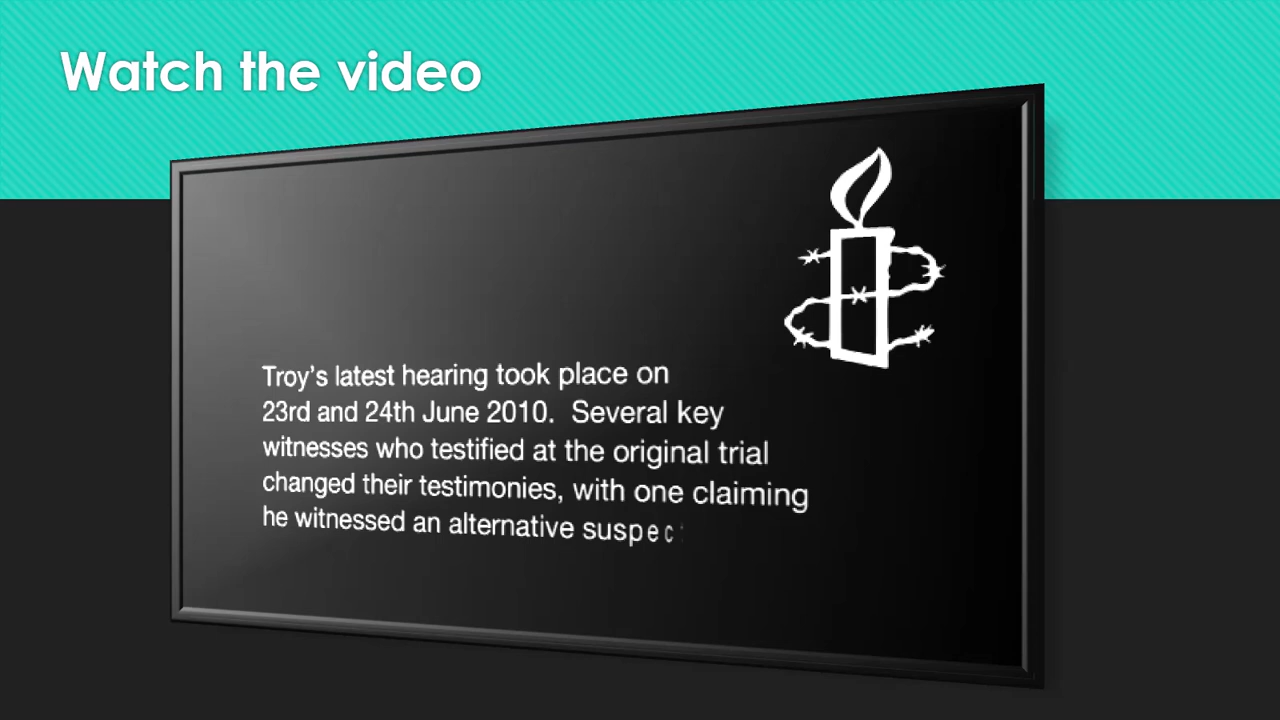 Watch the video
Troy's latest hearing took place on
23rd and 24th June 2010.  Several key
witnesses who testified at the original trial
changed their testimonies, with one claiming
he witnessed an alternative suspec